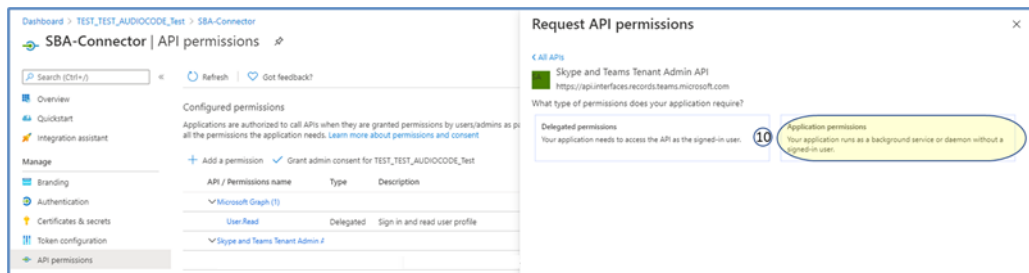 Dashboard > TEST_TEST_AUDIOCODE_Test > SBA-Connector
SBA-Connector | API permissions
Search (Ctrl+/)
«
Refresh
Got feedback?
Overview
Quickstart
Integration assistant
Manage
Branding
Authentication
Certificates & secrets
Token configuration
API permissions
Configured permissions
Applications are authorized to call APIs when they are granted permissions by users/admins as pa
all the permissions the application needs. Learn more about permissions and consent
+ Add a permission ✓ Grant admin consent for TEST_TEST_AUDIOCODE_Test
API / Permissions name Type Description
Microsoft Graph (1)
User.Read Delegated Sign in and read user profile
Skype and Teams Tenant Admin A
Request API permissions
All APIs
Skype and Teams Tenant Admin API
https://api.interfaces.records.teams.microsoft.com
What type of permissions does your application require?
Delegated permissions
Your application needs to access the API as the signed-in user.
10
Application permissions
Your application runs as a background service or daemon without a
signed-in user.